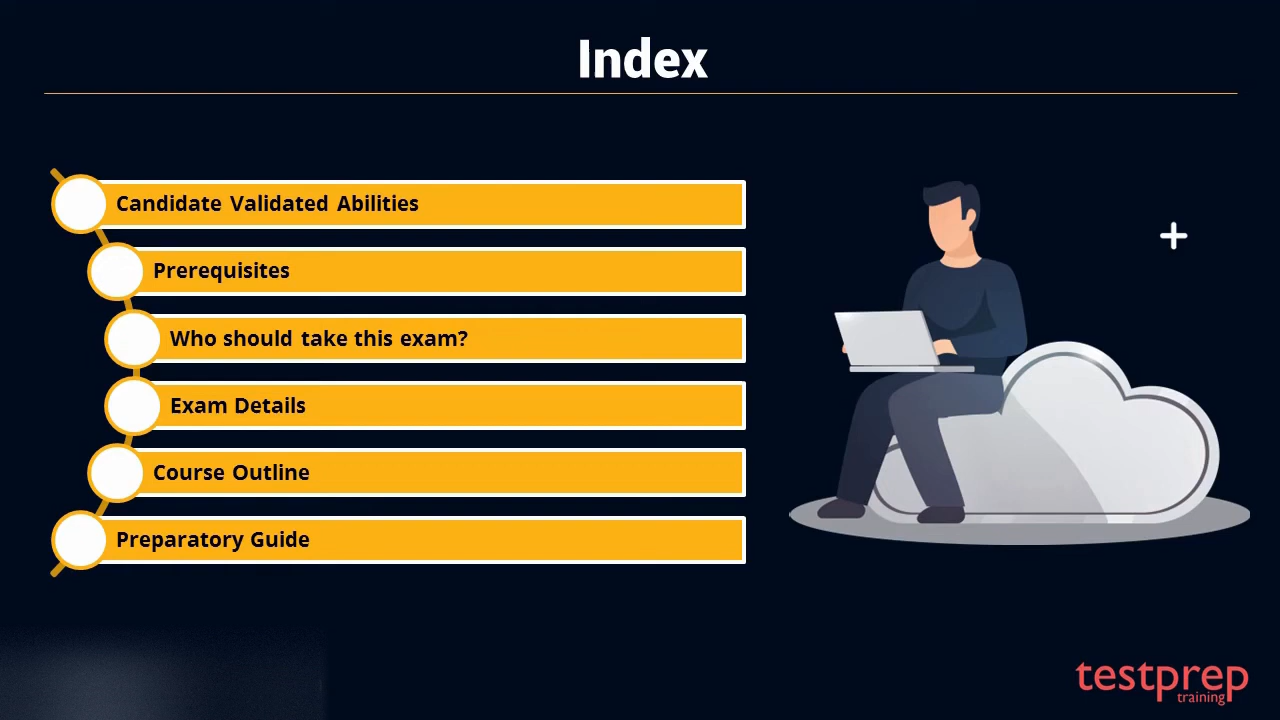 Index
Candidate Validated Abilities
Prerequisites
Who should take this exam?
Exam Details
Course Outline
Preparatory Guide
testprep
training